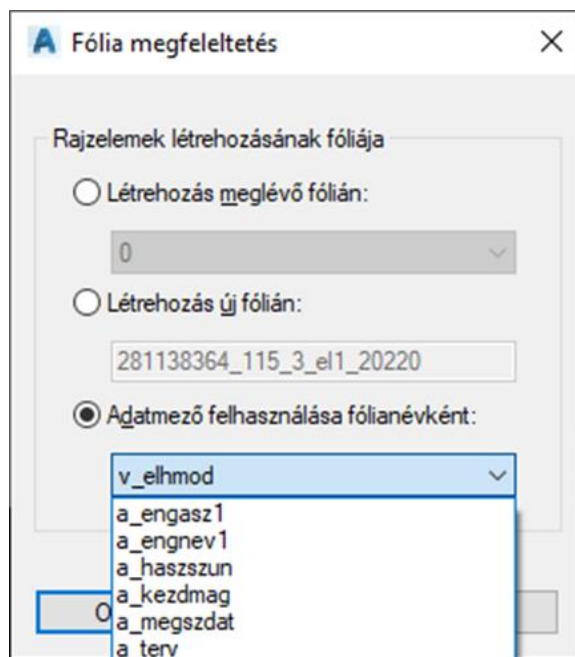 Fólia megfeleltetés
Rajzelemek létrehozásának fóliája
Létrehozás meglévő fólián:
0
Létrehozás új fólián:
281138364_115_3_el1_20220
Adatmező felhasználása fólianévként:
v_elhmod
a_engasz1
a_engnev1
a_haszszun
a_kezdmag
a_megszdat
a_terv